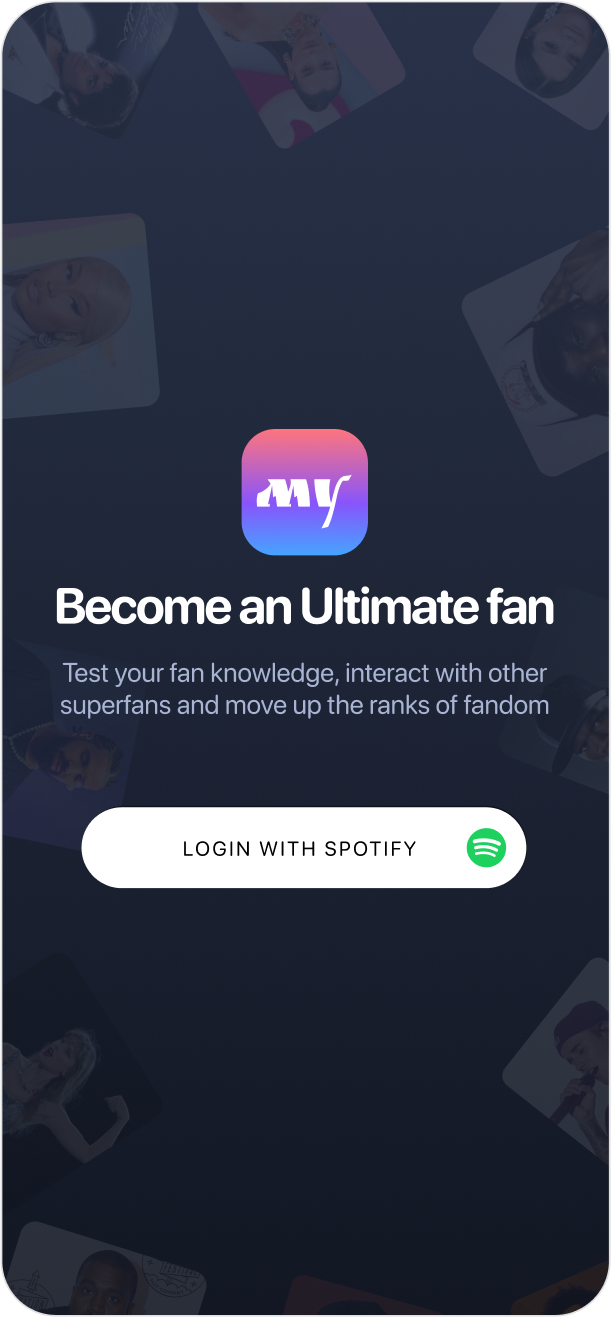 my
Become an Ultimate fan
Test your fan knowledge, interact with other
superfans and move up the ranks of fandom
LOGIN WITH SPOTIFY